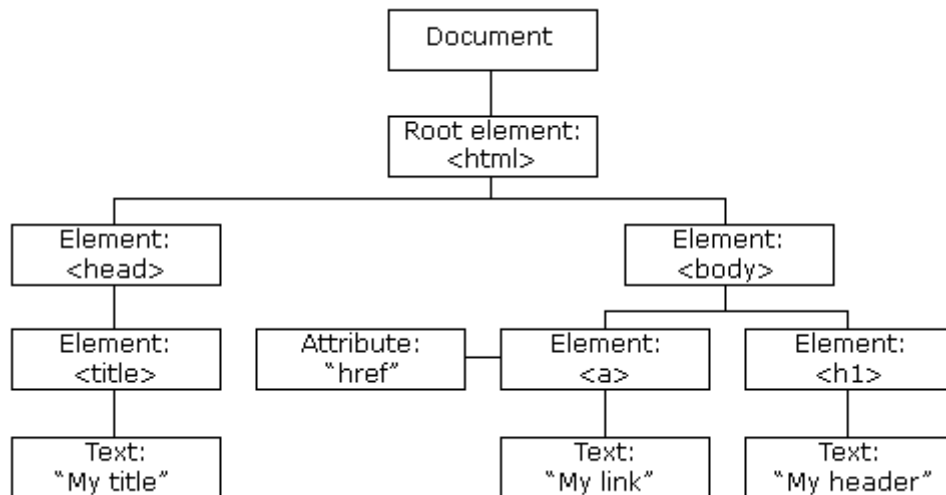 Document
Root element:
<html>
Element:
<head>
Element:
<body>
Element:
<title>
Attribute:
“href”
Element:
<a>
Element:
<h1>
Text:
“My title”
Text:
“My link”
Text:
“My header”